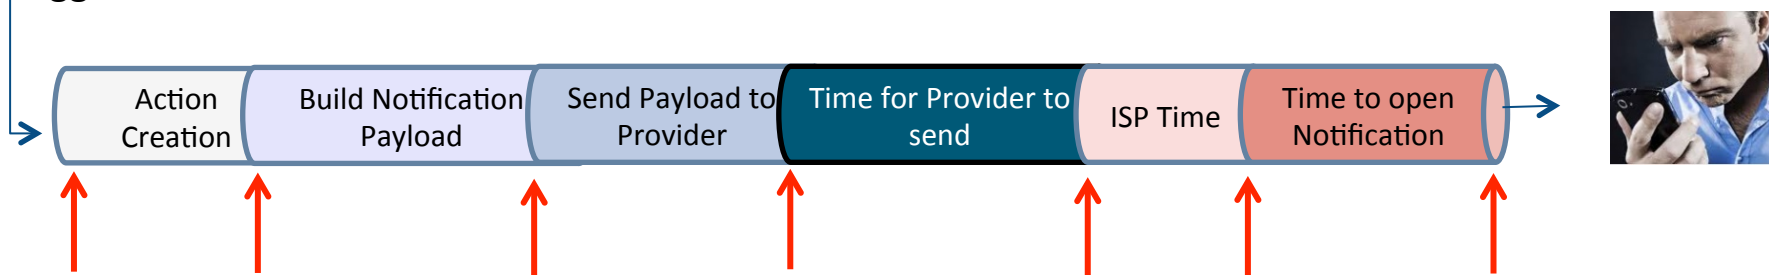 Action
Creation
Build Notification
Payload
Send Payload to
Provider
Time for Provider to
send
ISP Time
Time to open
Notification